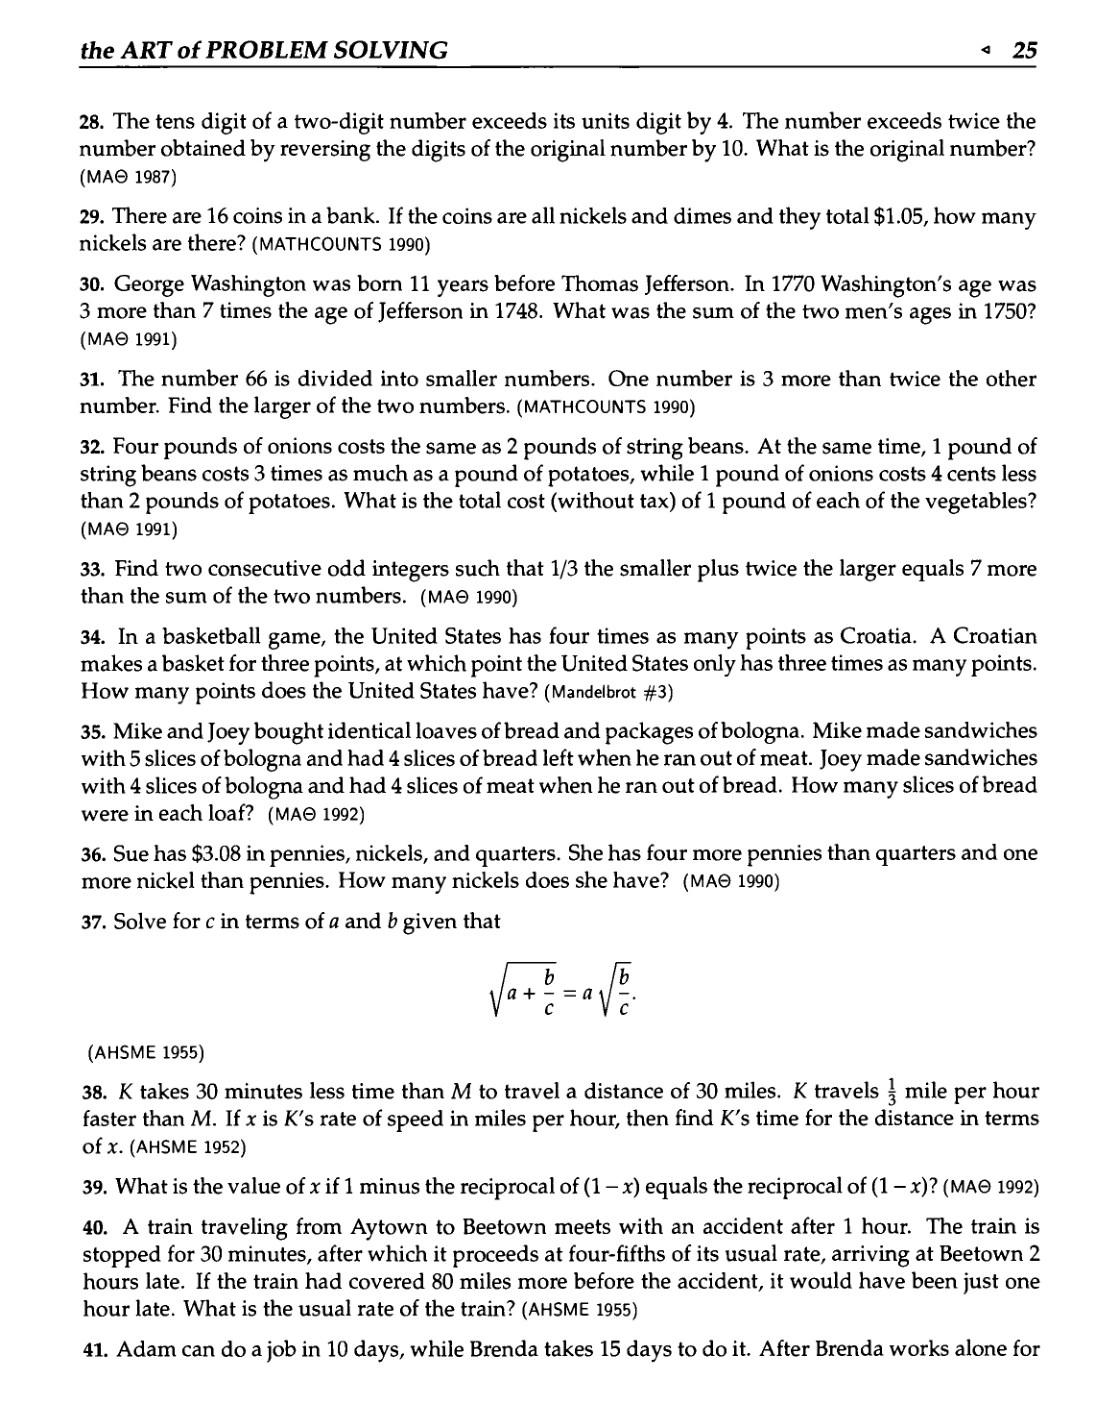 the ART of PROBLEM SOLVING ◃ 25
28. The tens digit of a two-digit number exceeds its units digit by 4. The number exceeds twice the
number obtained by reversing the digits of the original number by 10. What is the original number?
(MAΘ 1987)
29. There are 16 coins in a bank. If the coins are all nickels and dimes and they total $1.05, how many
nickels are there? (MATHCOUNTS 1990)
30. George Washington was born 11 years before Thomas Jefferson. In 1770 Washington's age was
3 more than 7 times the age of Jefferson in 1748. What was the sum of the two men's ages in 1750?
(MAΘ 1991)
31. The number 66 is divided into smaller numbers. One number is 3 more than twice the other
number. Find the larger of the two numbers. (MATHCOUNTS 1990)
32. Four pounds of onions costs the same as 2 pounds of string beans. At the same time, 1 pound of
string beans costs 3 times as much as a pound of potatoes, while 1 pound of onions costs 4 cents less
than 2 pounds of potatoes. What is the total cost (without tax) of 1 pound of each of the vegetables?
(MAΘ 1991)
33. Find two consecutive odd integers such that 1/3 the smaller plus twice the larger equals 7 more
than the sum of the two numbers. (MAΘ 1990)
34. In a basketball game, the United States has four times as many points as Croatia. A Croatian
makes a basket for three points, at which point the United States only has three times as many points.
How many points does the United States have? (Mandelbrot #3)
35. Mike and Joey bought identical loaves of bread and packages of bologna. Mike made sandwiches
with 5 slices of bologna and had 4 slices of bread left when he ran out of meat. Joey made sandwiches
with 4 slices of bologna and had 4 slices of meat when he ran out of bread. How many slices of bread
were in each loaf? (MAΘ 1992)
36. Sue has $3.08 in pennies, nickels, and quarters. She has four more pennies than quarters and one
more nickel than pennies. How many nickels does she have? (MAΘ 1990)
37. Solve for c in terms of a and b given that
√(a + b/c) = a √(b/c).
(AHSME 1955)
38. K takes 30 minutes less time than M to travel a distance of 30 miles. K travels 1/3 mile per hour
faster than M. If x is K's rate of speed in miles per hour, then find K's time for the distance in terms
of x. (AHSME 1952)
39. What is the value of x if 1 minus the reciprocal of (1 − x) equals the reciprocal of (1 − x)? (MAΘ 1992)
40. A train traveling from Aytown to Beetown meets with an accident after 1 hour. The train is
stopped for 30 minutes, after which it proceeds at four-fifths of its usual rate, arriving at Beetown 2
hours late. If the train had covered 80 miles more before the accident, it would have been just one
hour late. What is the usual rate of the train? (AHSME 1955)
41. Adam can do a job in 10 days, while Brenda takes 15 days to do it. After Brenda works alone for